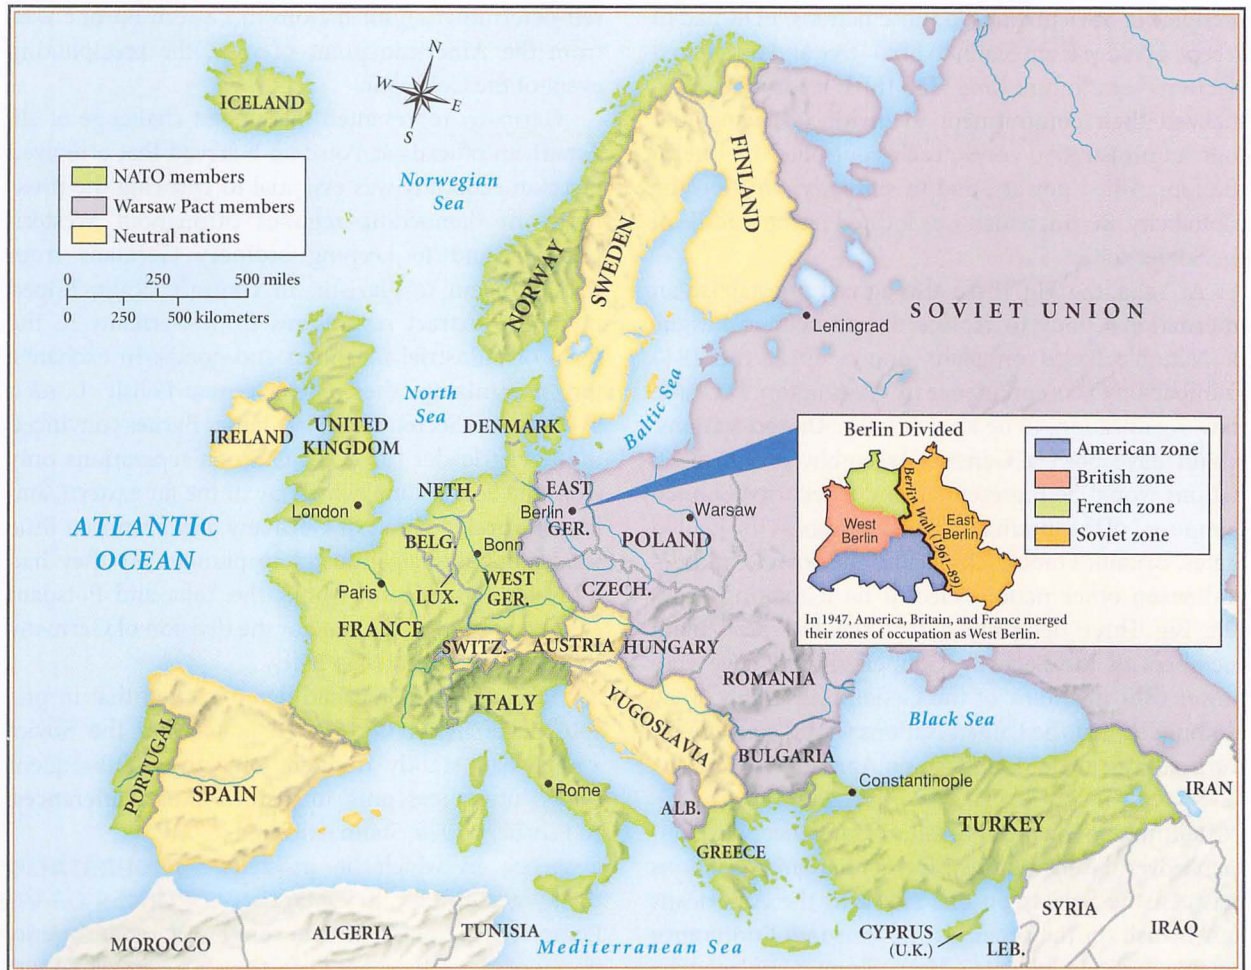 ICELAND
N
W
E
S
NATO members
Warsaw Pact members
Neutral nations
0 250 500 miles
0 250 500 kilometers
Norwegian
Sea
NORWAY
SWEDEN
FINLAND
SOVIET UNION
Leningrad
North
Sea
Baltic Sea
DENMARK
IRELAND
UNITED
KINGDOM
London
ATLANTIC
OCEAN
NETH.
BELG.
LUX.
Bonn
WEST
GER.
EAST
Berlin
GER.
POLAND
Warsaw
CZECH.
Paris
FRANCE
SWITZ.
AUSTRIA
HUNGARY
ROMANIA
ITALY
YUGOSLAVIA
BULGARIA
Black Sea
PORTUGAL
SPAIN
Rome
ALB.
GREECE
Constantinople
TURKEY
IRAN
SYRIA
IRAQ
LEB.
CYPRUS
(U.K.)
MOROCCO
ALGERIA
TUNISIA
Mediterranean Sea
Berlin Divided
West
Berlin
East
Berlin
Berlin Wall (1961–89)
American zone
British zone
French zone
Soviet zone
In 1947, America, Britain, and France merged
their zones of occupation as West Berlin.